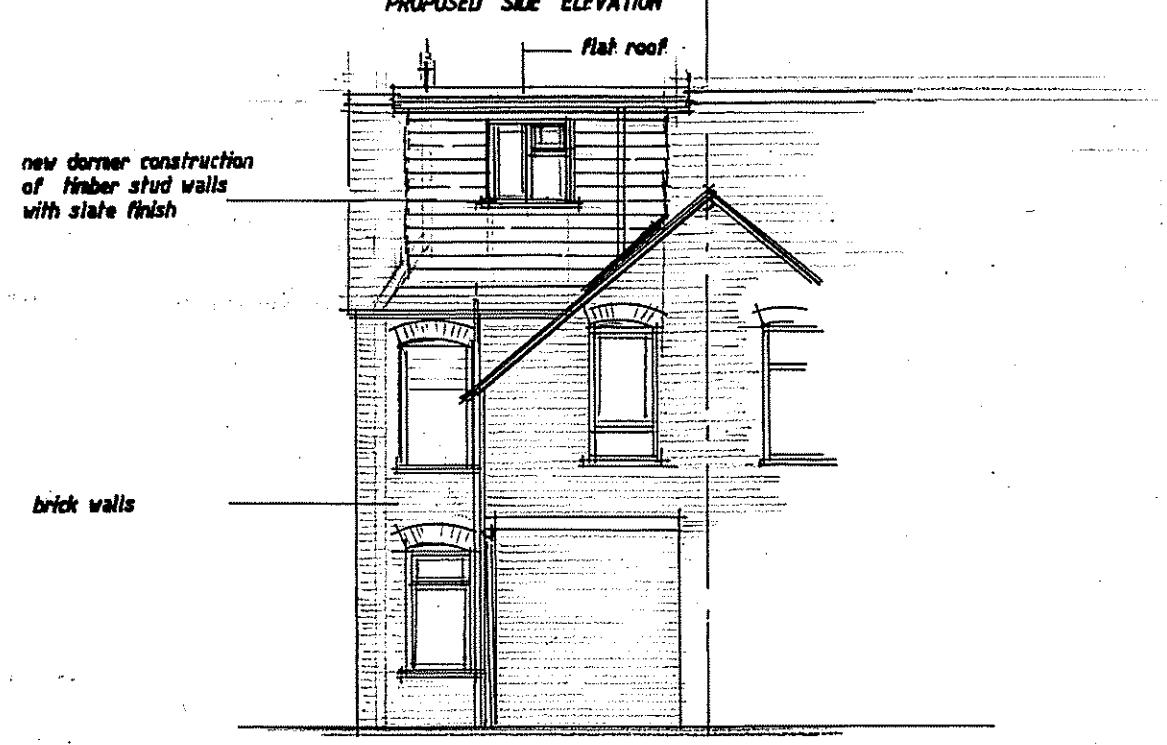 PROPOSED SIDE ELEVATION
flat roof
new dormer construction
of timber stud walls
with slate finish
brick walls